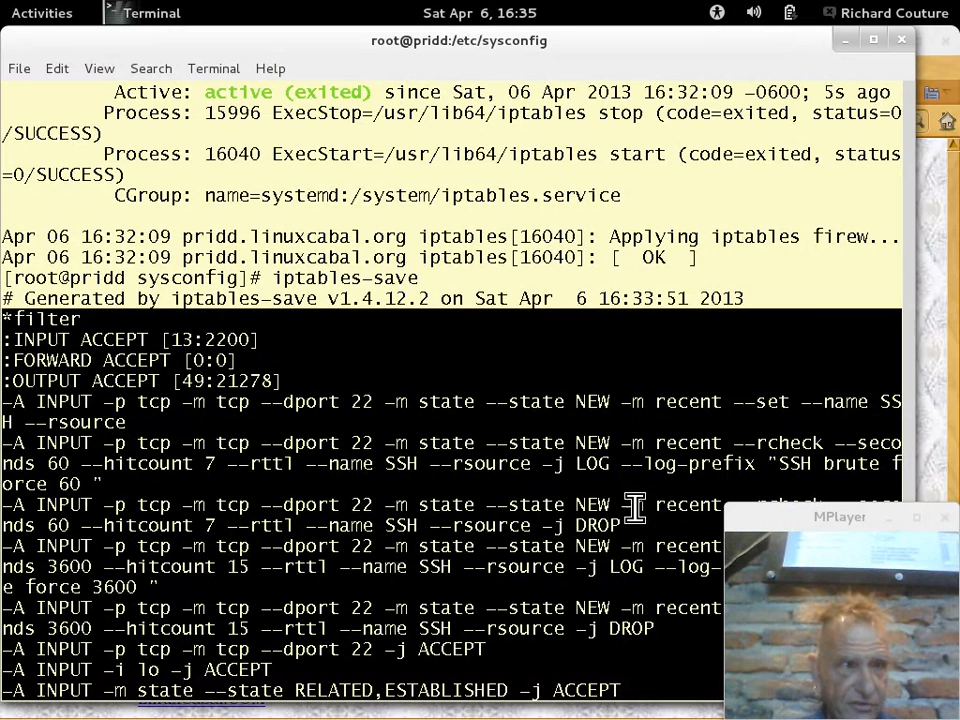 Activities Terminal Sat Apr 6, 16:35 Richard Couture
root@pridd:/etc/sysconfig
File Edit View Search Terminal Help
Active: active (exited) since Sat, 06 Apr 2013 16:32:09 -0600; 5s ago
Process: 15996 ExecStop=/usr/lib64/iptables stop (code=exited, status=0
/SUCCESS)
Process: 16040 ExecStart=/usr/lib64/iptables start (code=exited, status
=0/SUCCESS)
CGroup: name=systemd:/system/iptables.service
Apr 06 16:32:09 pridd.linuxcabal.org iptables[16040]: Applying iptables firew...
Apr 06 16:32:09 pridd.linuxcabal.org iptables[16040]: [ OK ]
[root@pridd sysconfig]# iptables-save
# Generated by iptables-save v1.4.12.2 on Sat Apr 6 16:33:51 2013
*filter
:INPUT ACCEPT [13:2200]
:FORWARD ACCEPT [0:0]
:OUTPUT ACCEPT [49:21278]
-A INPUT -p tcp -m tcp --dport 22 -m state --state NEW -m recent --set --name SS
H --rsource
-A INPUT -p tcp -m tcp --dport 22 -m state --state NEW -m recent --rcheck --seco
nds 60 --hitcount 7 --rttl --name SSH --rsource -j LOG --log-prefix "SSH brute f
orce 60 "
-A INPUT -p tcp -m tcp --dport 22 -m state --state NEW recent
nds 60 --hitcount 7 --rttl --name SSH --rsource -j DROP
-A INPUT -p tcp -m tcp --dport 22 -m state --state NEW -m recent
nds 3600 --hitcount 15 --rttl --name SSH --rsource -j LOG --log-
e force 3600 "
-A INPUT -p tcp -m tcp --dport 22 -m state --state NEW -m recent
nds 3600 --hitcount 15 --rttl --name SSH --rsource -j DROP
-A INPUT -p tcp -m tcp --dport 22 -j ACCEPT
-A INPUT -i lo -j ACCEPT
-A INPUT -m state --state RELATED,ESTABLISHED -j ACCEPT
MPlayer